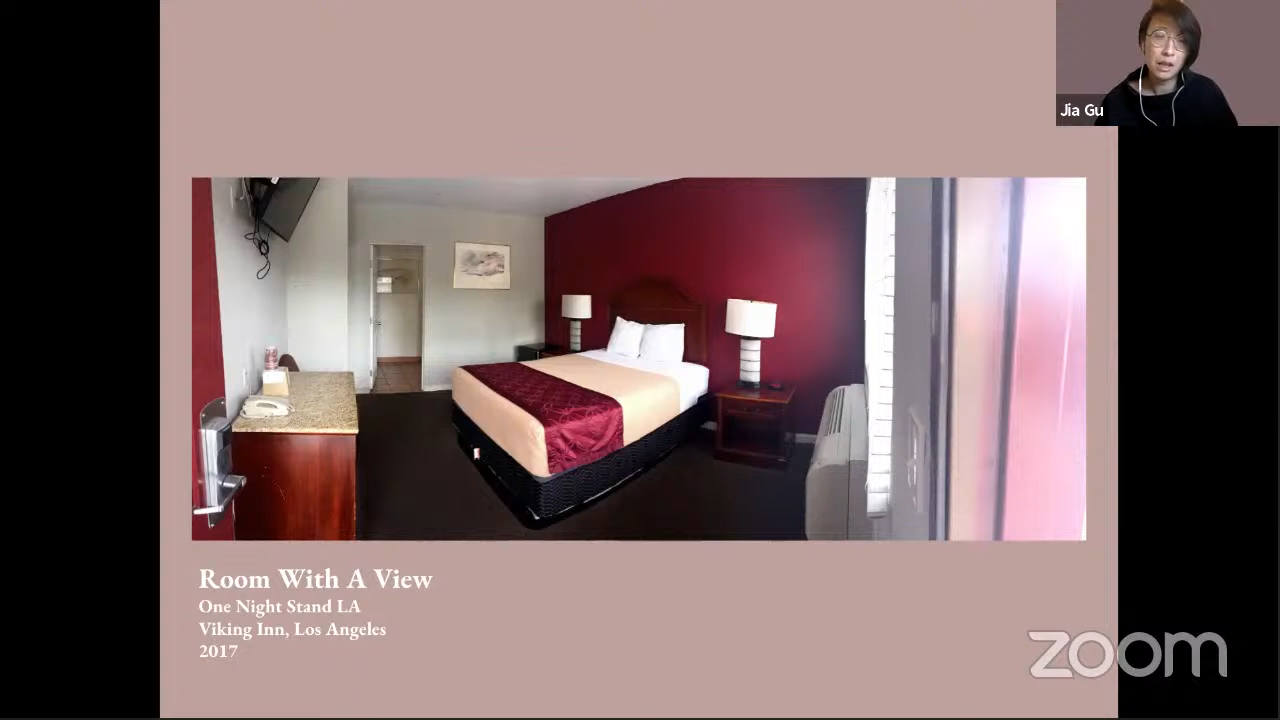 Jia Gu
Room With A View
One Night Stand LA
Viking Inn, Los Angeles
2017
zoom